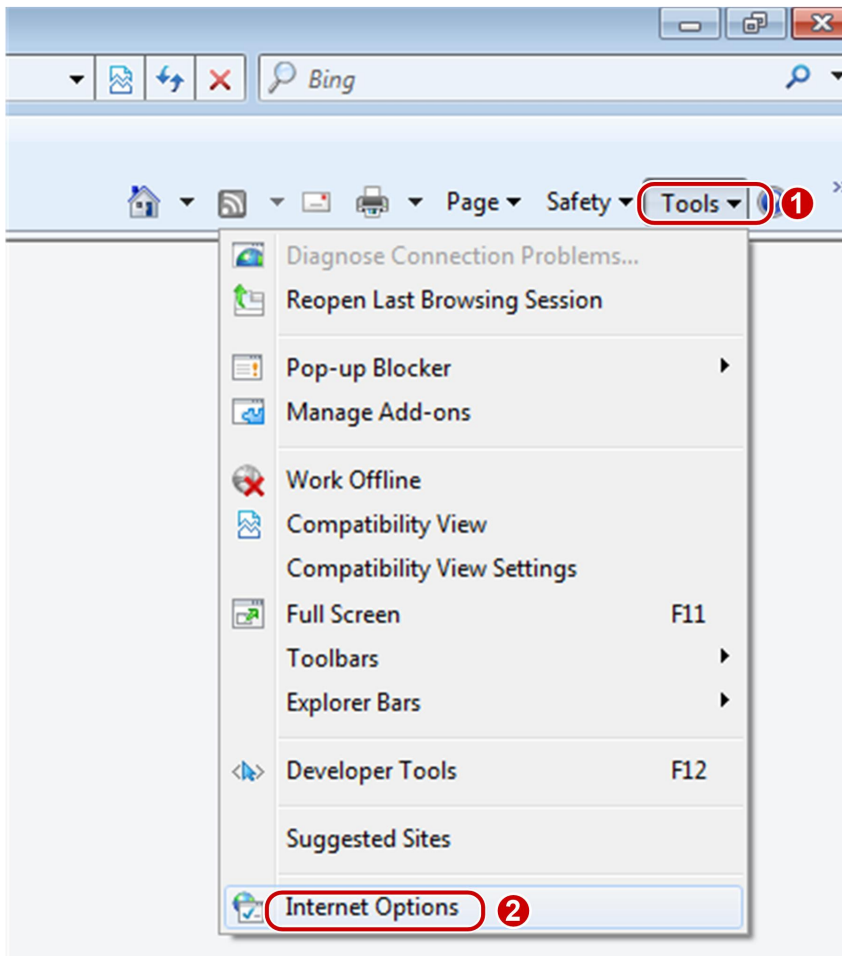 Bing
Page Safety Tools 1
Diagnose Connection Problems...
Reopen Last Browsing Session
Pop-up Blocker
Manage Add-ons
Work Offline
Compatibility View
Compatibility View Settings
Full Screen F11
Toolbars
Explorer Bars
Developer Tools F12
Suggested Sites
Internet Options 2